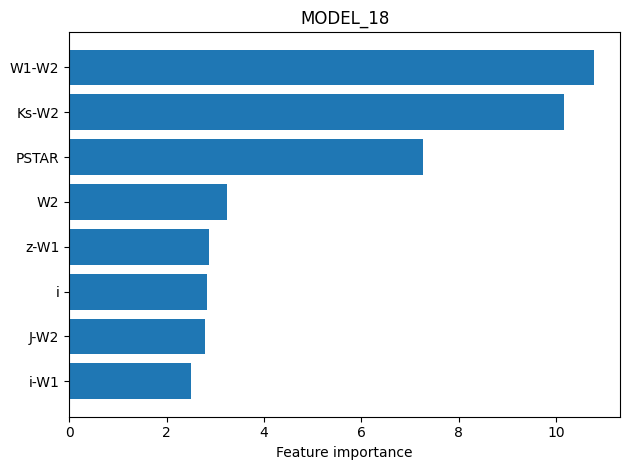 MODEL_18
W1-W2
Ks-W2
PSTAR
W2
z-W1
i
J-W2
i-W1
0 2 4 6 8 10
Feature importance